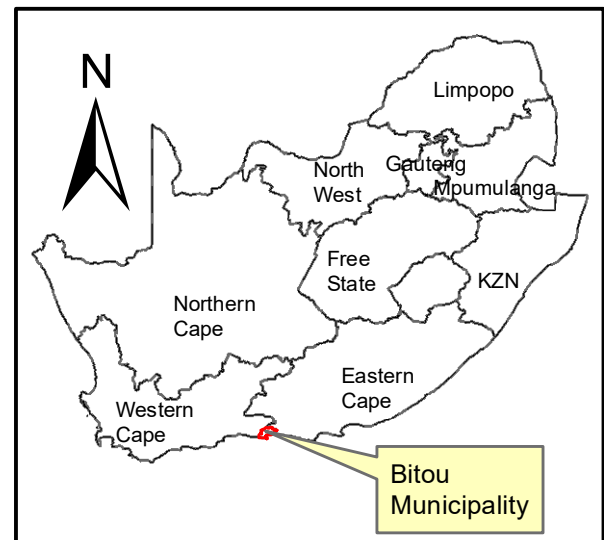 N
Limpopo
North
West
Gauteng
Mpumulanga
Free
State
KZN
Northern
Cape
Eastern
Cape
Western
Cape
Bitou
Municipality